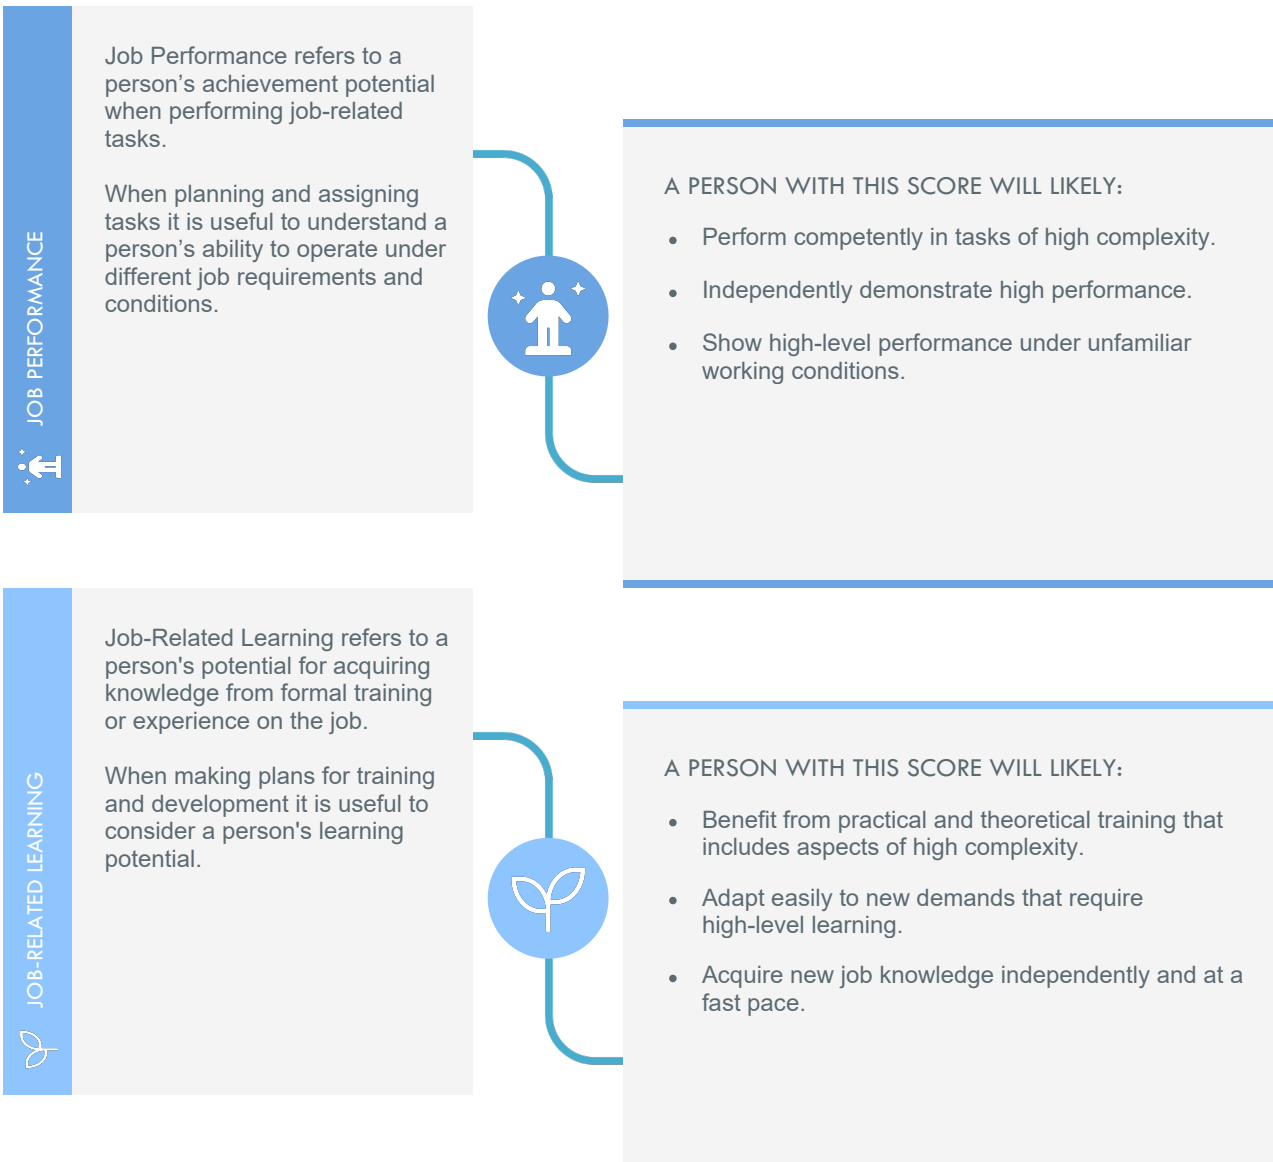 JOB PERFORMANCE
Job Performance refers to a
person’s achievement potential
when performing job-related
tasks.
When planning and assigning
tasks it is useful to understand a
person’s ability to operate under
different job requirements and
conditions.
A PERSON WITH THIS SCORE WILL LIKELY:
• Perform competently in tasks of high complexity.
• Independently demonstrate high performance.
• Show high-level performance under unfamiliar
working conditions.
JOB-RELATED LEARNING
Job-Related Learning refers to a
person's potential for acquiring
knowledge from formal training
or experience on the job.
When making plans for training
and development it is useful to
consider a person's learning
potential.
A PERSON WITH THIS SCORE WILL LIKELY:
• Benefit from practical and theoretical training that
includes aspects of high complexity.
• Adapt easily to new demands that require
high-level learning.
• Acquire new job knowledge independently and at a
fast pace.